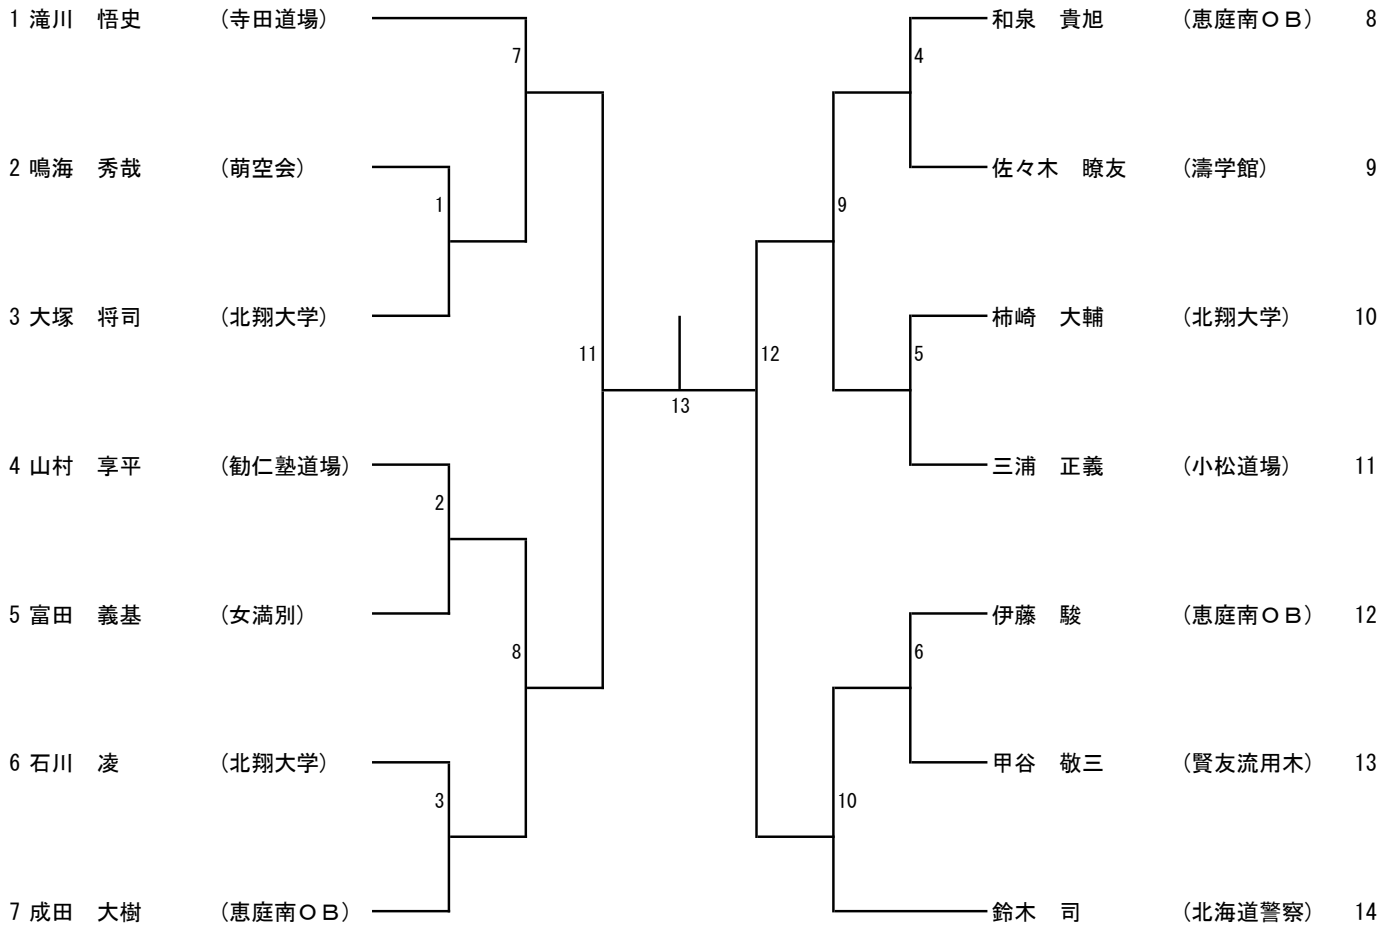 1 滝川　悟史　（寺田道場）
和泉　貴旭　（恵庭南ＯＢ）　8
7
4
2 鳴海　秀哉　（萌空会）
佐々木　瞭友　（濤学館）　9
1
9
3 大塚　将司　（北翔大学）
柿崎　大輔　（北翔大学）　10
11
12
5
13
4 山村　享平　（勧仁塾道場）
三浦　正義　（小松道場）　11
2
5 富田　義基　（女満別）
伊藤　駿　（恵庭南ＯＢ）　12
8
6
6 石川　凌　（北翔大学）
甲谷　敬三　（賢友流用木）　13
3
10
7 成田　大樹　（恵庭南ＯＢ）
鈴木　司　（北海道警察）　14